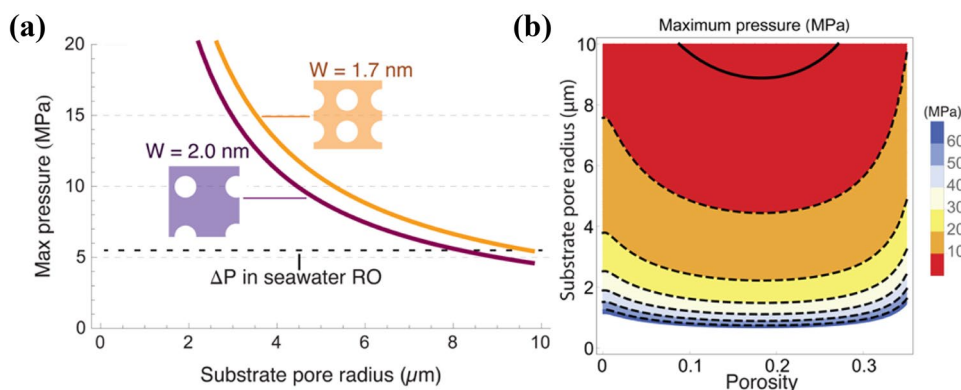 (a)
Max pressure (MPa)
20
15
10
5
0
W = 1.7 nm
W = 2.0 nm
ΔP in seawater RO
0
2
4
6
8
10
Substrate pore radius (µm)
(b)
Maximum pressure (MPa)
Substrate pore radius (µm)
10
8
6
4
2
0
0
0.1
0.2
0.3
Porosity
(MPa)
60
50
40
30
20
10